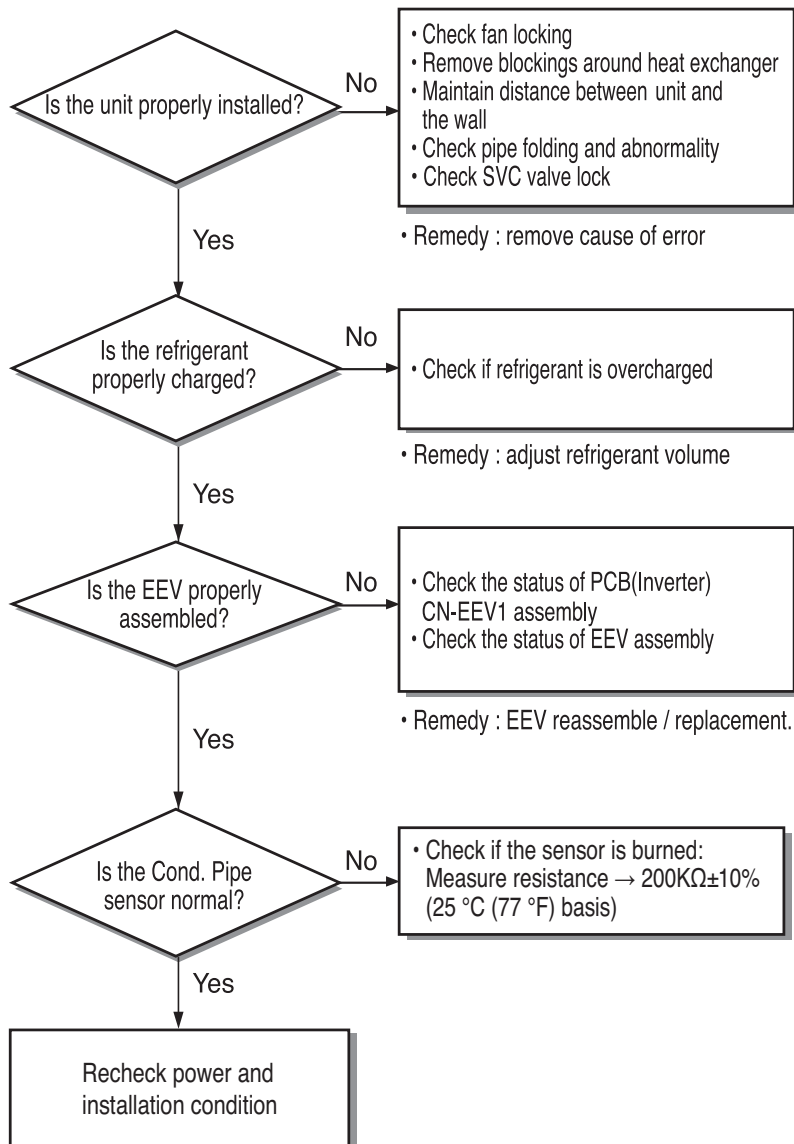 Is the unit properly installed?
No
• Check fan locking
• Remove blockings around heat exchanger
• Maintain distance between unit and
the wall
• Check pipe folding and abnormality
• Check SVC valve lock
• Remedy : remove cause of error
Yes
Is the refrigerant
properly charged?
No
• Check if refrigerant is overcharged
• Remedy : adjust refrigerant volume
Yes
Is the EEV properly
assembled?
No
• Check the status of PCB(Inverter)
CN-EEV1 assembly
• Check the status of EEV assembly
• Remedy : EEV reassemble / replacement.
Yes
Is the Cond. Pipe
sensor normal?
No
• Check if the sensor is burned:
Measure resistance → 200KΩ±10%
(25 °C (77 °F) basis)
Yes
Recheck power and
installation condition